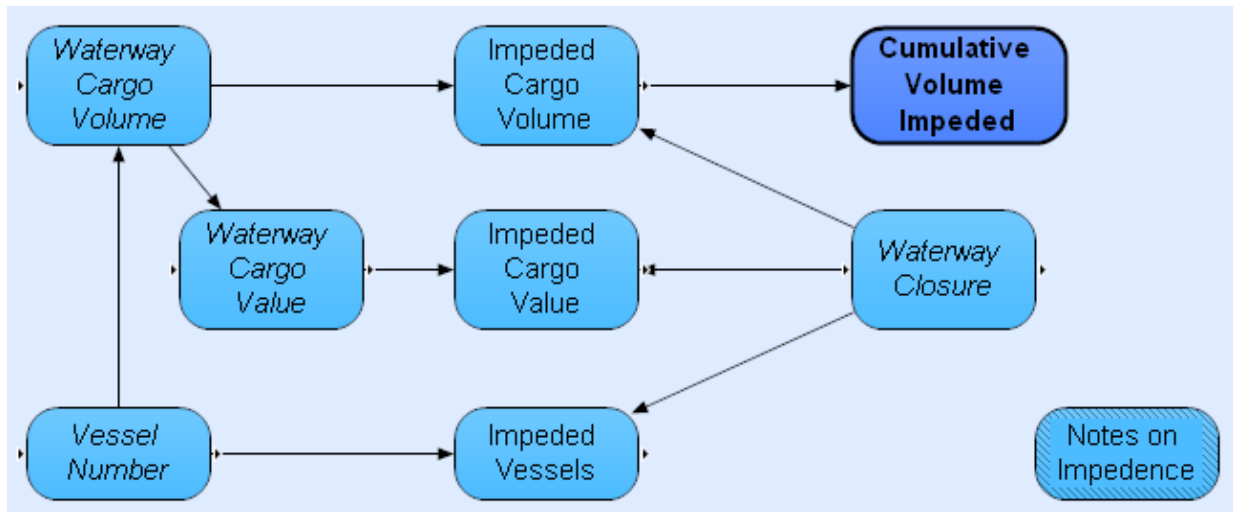 Waterway
Cargo
Volume
Impeded
Cargo
Volume
Cumulative
Volume
Impeded
Waterway
Cargo
Value
Impeded
Cargo
Value
Waterway
Closure
Vessel
Number
Impeded
Vessels
Notes on
Impedence